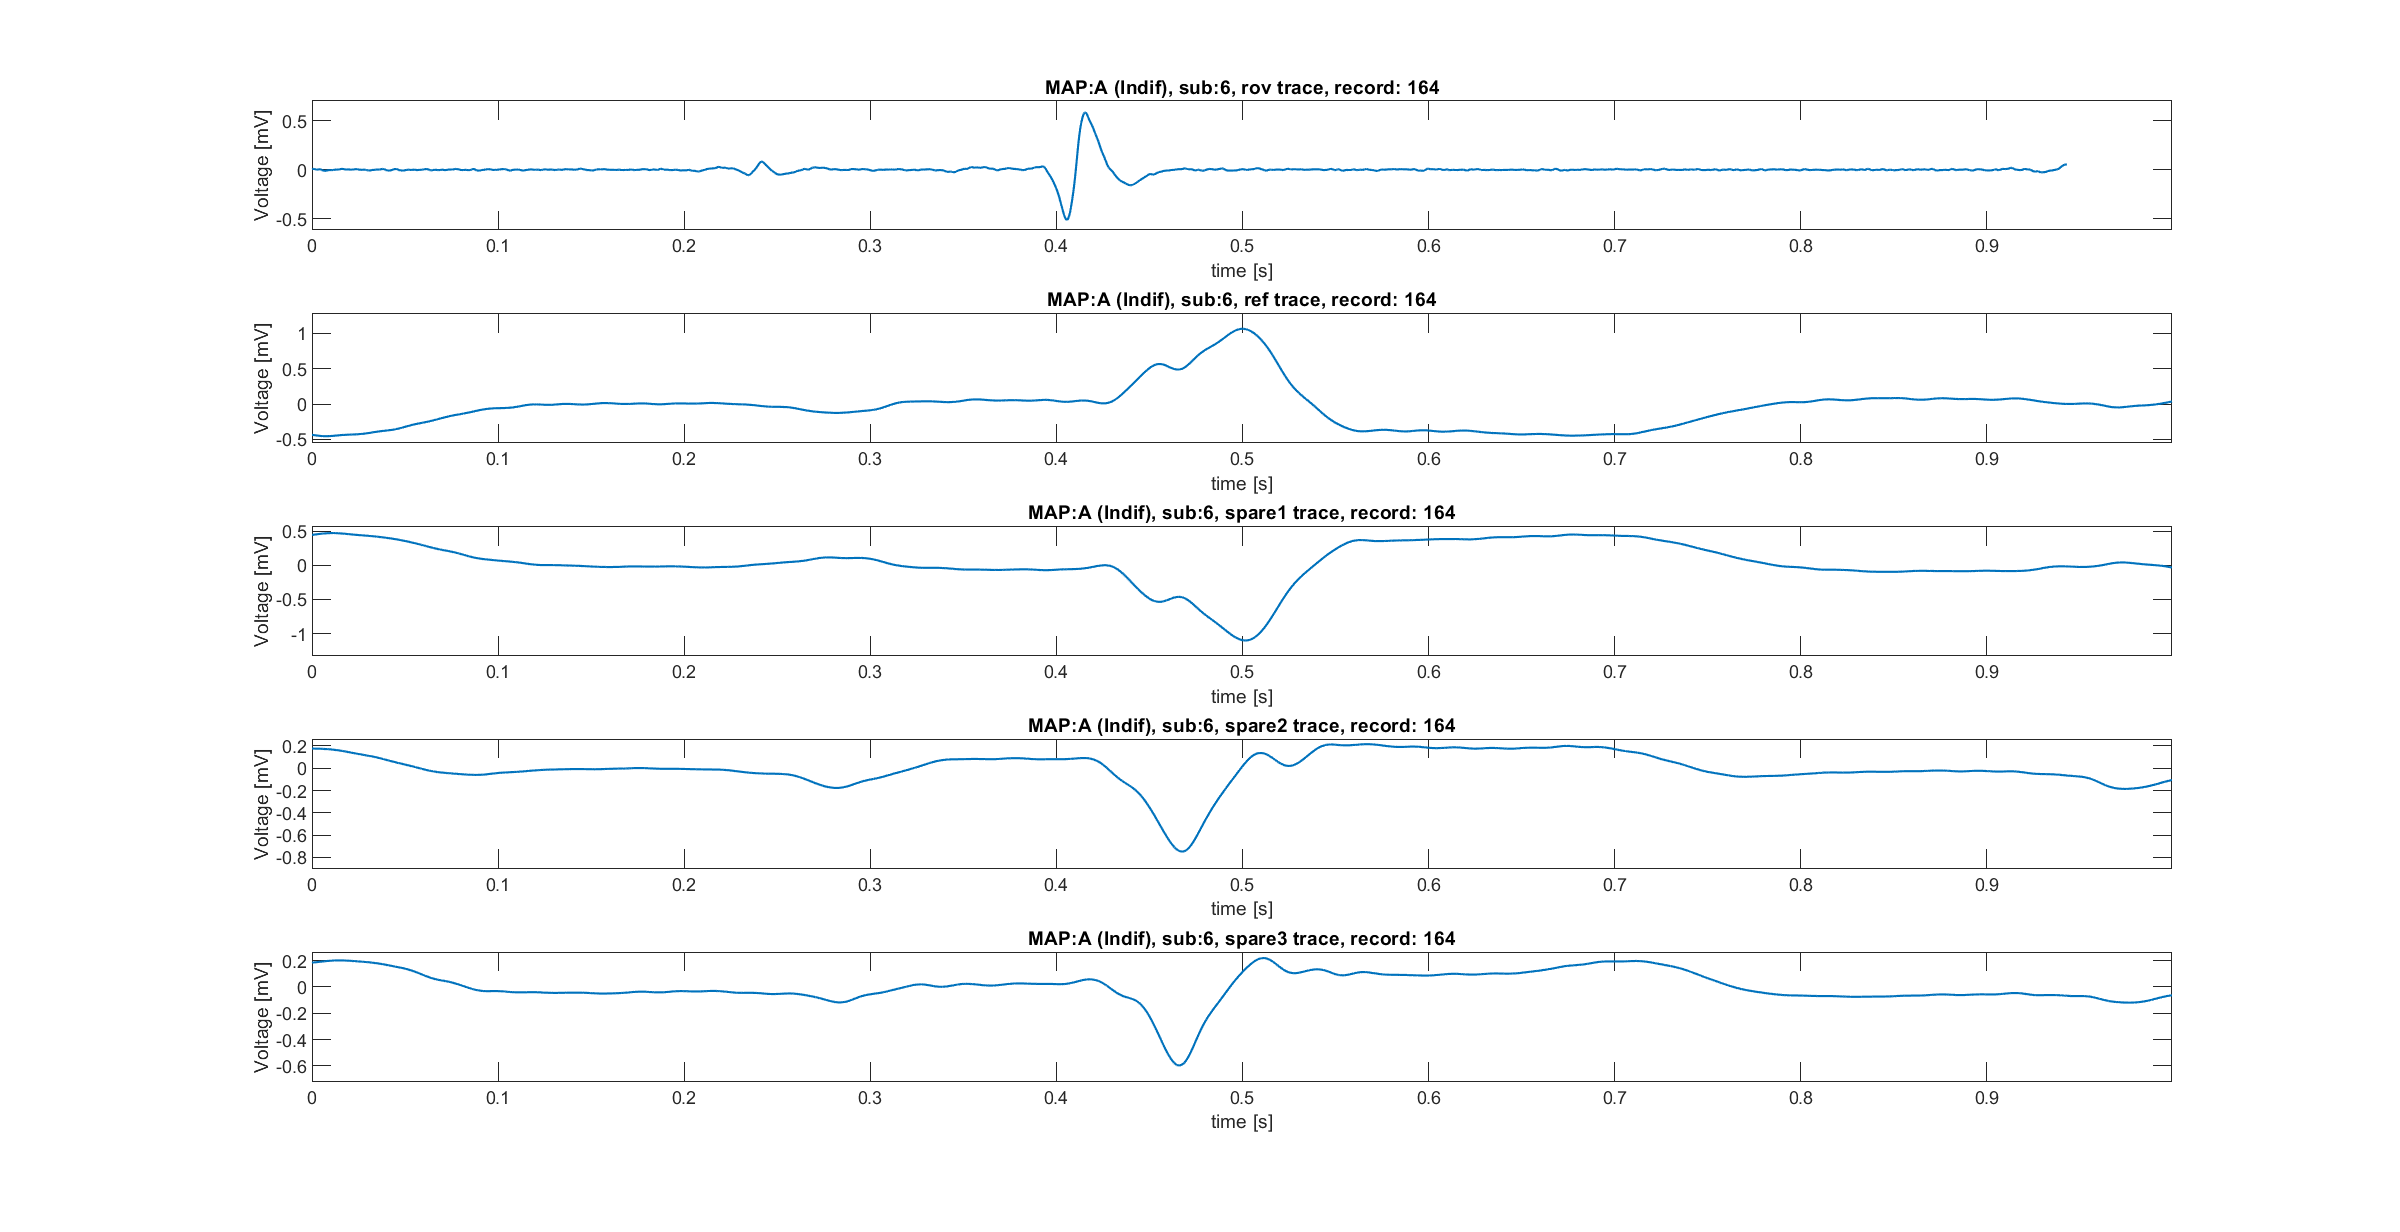 MAP:A (Indif), sub:6, rov trace, record: 164
Voltage [mV]
0.5
0
-0.5
0 0.1 0.2 0.3 0.4 0.5 0.6 0.7 0.8 0.9
time [s]
MAP:A (Indif), sub:6, ref trace, record: 164
Voltage [mV]
1
0.5
0
-0.5
0 0.1 0.2 0.3 0.4 0.5 0.6 0.7 0.8 0.9
time [s]
MAP:A (Indif), sub:6, spare1 trace, record: 164
Voltage [mV]
0.5
0
-0.5
-1
0 0.1 0.2 0.3 0.4 0.5 0.6 0.7 0.8 0.9
time [s]
MAP:A (Indif), sub:6, spare2 trace, record: 164
Voltage [mV]
0.2
0
-0.2
-0.4
-0.6
-0.8
0 0.1 0.2 0.3 0.4 0.5 0.6 0.7 0.8 0.9
time [s]
MAP:A (Indif), sub:6, spare3 trace, record: 164
Voltage [mV]
0.2
0
-0.2
-0.4
-0.6
0 0.1 0.2 0.3 0.4 0.5 0.6 0.7 0.8 0.9
time [s]